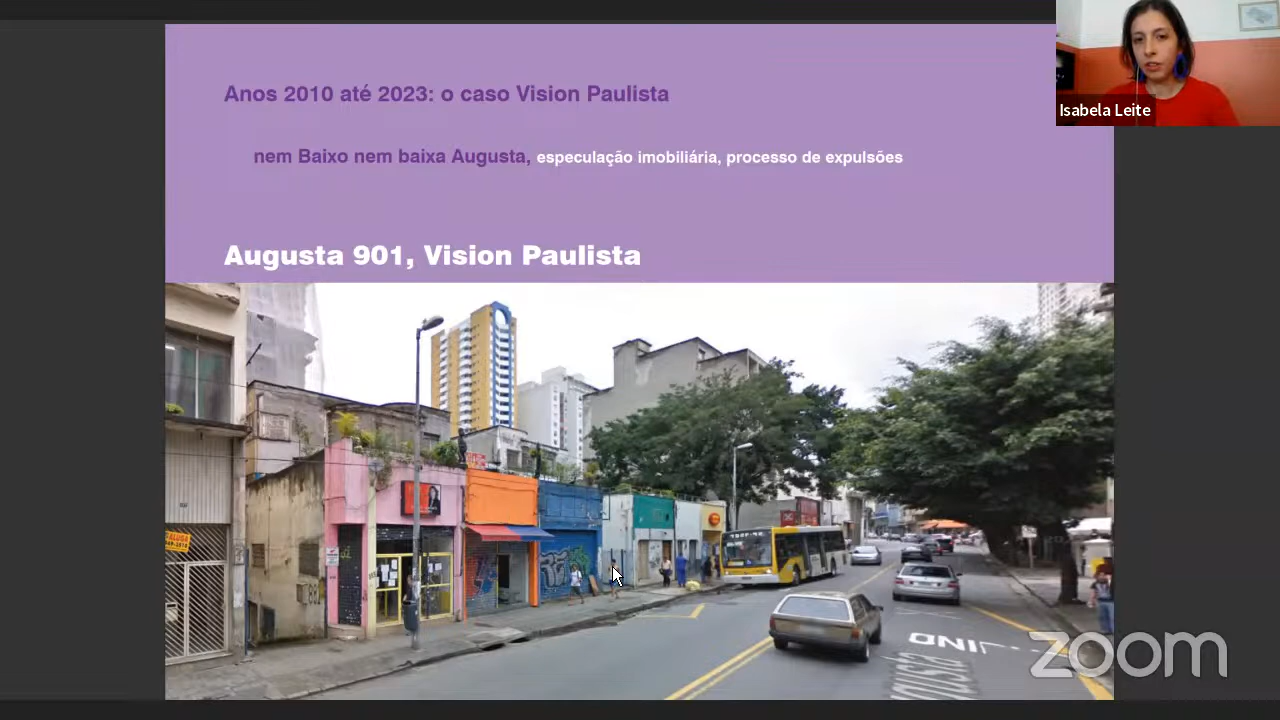 Anos 2010 até 2023: o caso Vision Paulista
Isabela Leite
nem Baixo nem baixa Augusta, especulação imobiliária, processo de expulsões
Augusta 901, Vision Paulista
zoom